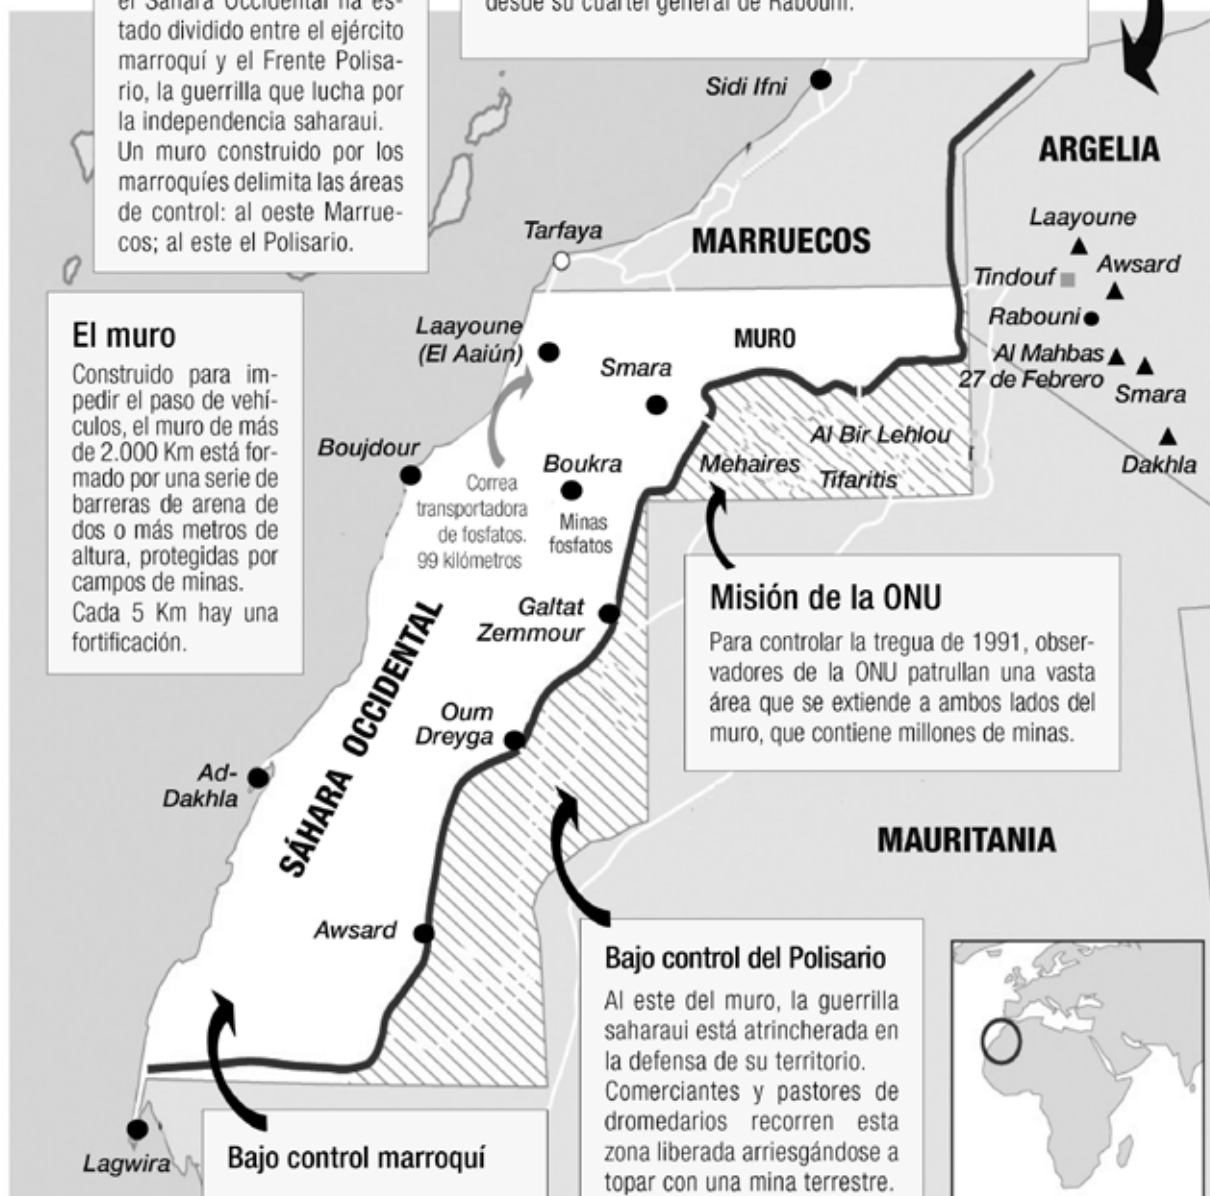 el Sáhara Occidental ha es-
tado dividido entre el ejército
marroquí y el Frente Polisa-
rio, la guerrilla que lucha por
la independencia saharaui.
Un muro construido por los
marroquíes delimita las áreas
de control: al oeste Marrue-
cos; al este el Polisario.
desde su cuartel general de Rabouni.
Sidi Ifni
ARGELIA
Laayoune
Tindouf
Awsard
Rabouni
Al Mahbas
27 de Febrero
Smara
Dakhla
Tarfaya
MARRUECOS
El muro
Construido para im-
pedir el paso de vehí-
culos, el muro de más
de 2.000 Km está for-
mado por una serie de
barreras de arena de
dos o más metros de
altura, protegidas por
campos de minas.
Cada 5 Km hay una
fortificación.
Laayoune
(El Aaiún)
MURO
Smara
Boujdour
Boukra
Minas
fosfatos
Correa
transportadora
de fosfatos.
99 kilómetros
Al Bir Lehlou
Mehaires
Tifaritis
Galtat
Zemmour
Misión de la ONU
Para controlar la tregua de 1991, obser-
vadores de la ONU patrullan una vasta
área que se extiende a ambos lados del
muro, que contiene millones de minas.
SÁHARA OCCIDENTAL
Oum
Dreyga
Ad-
Dakhla
MAURITANIA
Awsard
Bajo control del Polisario
Al este del muro, la guerrilla
saharaui está atrincherada en
la defensa de su territorio.
Comerciantes y pastores de
dromedarios recorren esta
zona liberada arriesgándose a
topar con una mina terrestre.
Lagwira
Bajo control marroquí